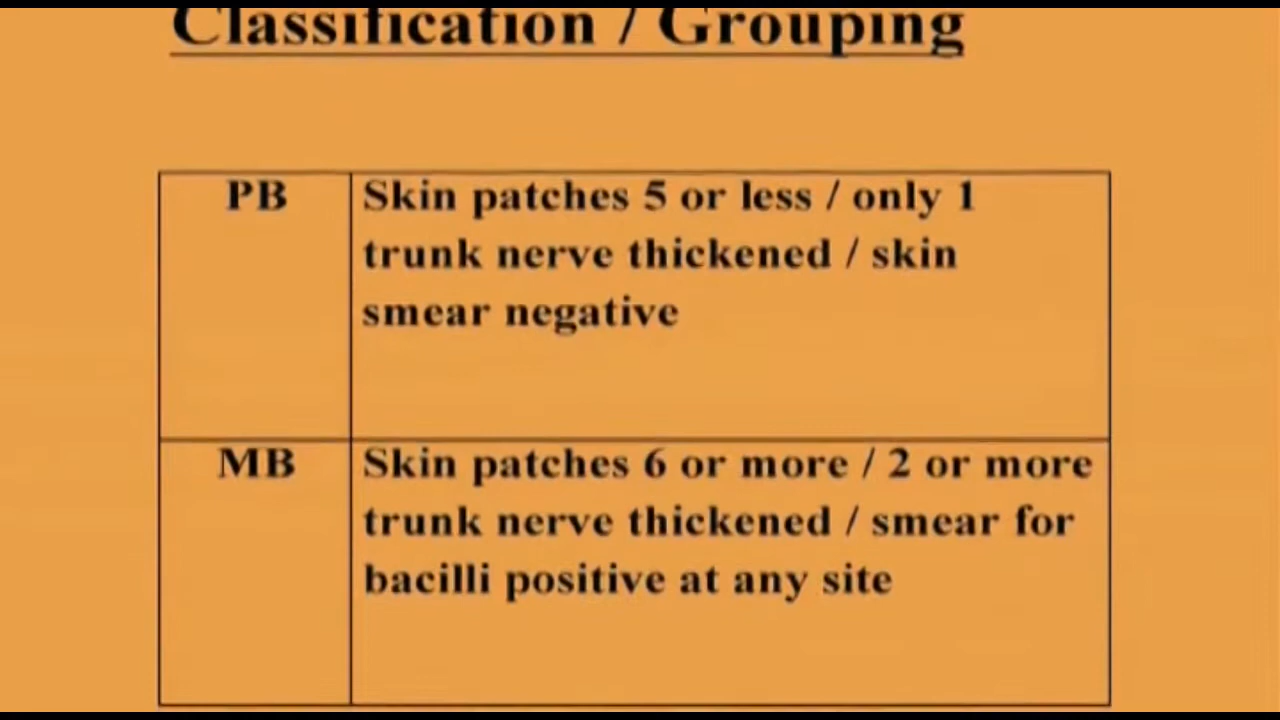 Classification / Grouping
PB
Skin patches 5 or less / only 1
trunk nerve thickened / skin
smear negative
MB
Skin patches 6 or more / 2 or more
trunk nerve thickened / smear for
bacilli positive at any site